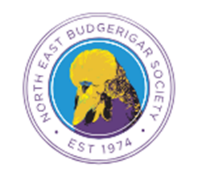 NORTH EAST BUDGERIGAR SOCIETY
• EST 1974 •